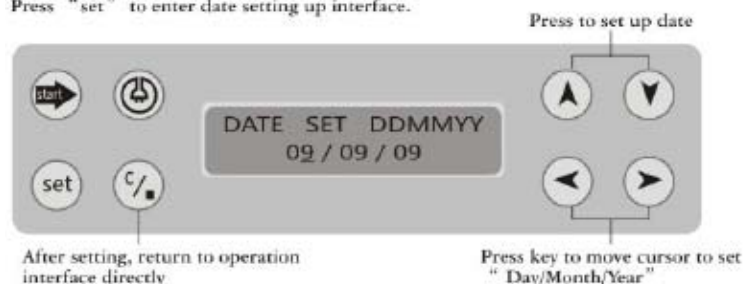 Press “set” to enter date setting up interface.
Press to set up date
start
DATE SET DDMMYY
09 / 09 / 09
set
C/■
After setting, return to operation
interface directly
Press key to move cursor to set
“ Day/Month/Year”